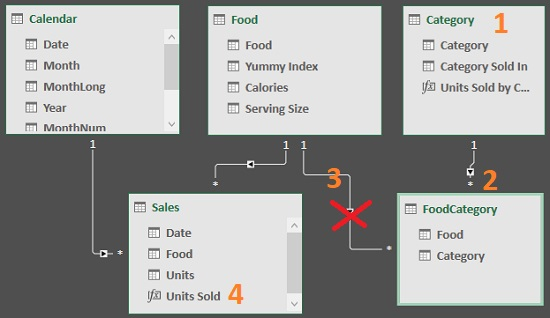 Calendar
Date
Month
MonthLong
Year
MonthNum
Food
Food
Yummy Index
Calories
Serving Size
Category 1
Category
Category Sold In
Units Sold by C...
1
1 1
1
3
2
*
*
Sales
Date
Food
Units
Units Sold 4
*
*
FoodCategory
Food
Category